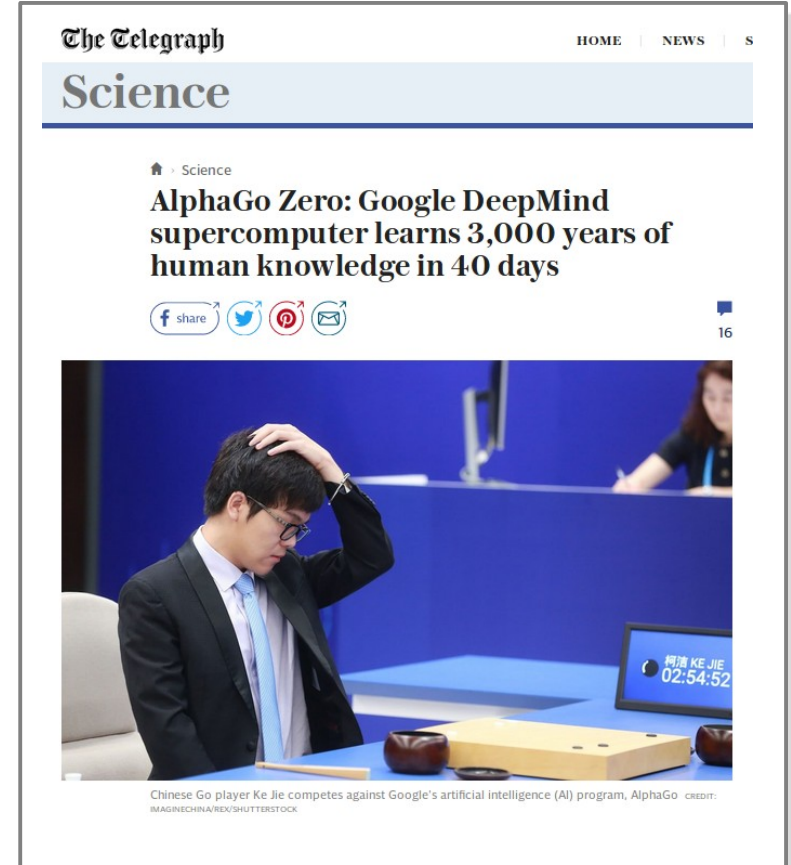 The Telegraph
HOME NEWS S
Science
Science
AlphaGo Zero: Google DeepMind
supercomputer learns 3,000 years of
human knowledge in 40 days
share
16
柯洁 KE JIE
02:54:52
Chinese Go player Ke Jie competes against Google's artificial intelligence (AI) program, AlphaGo CREDIT:
IMAGINECHINA/REX/SHUTTERSTOCK